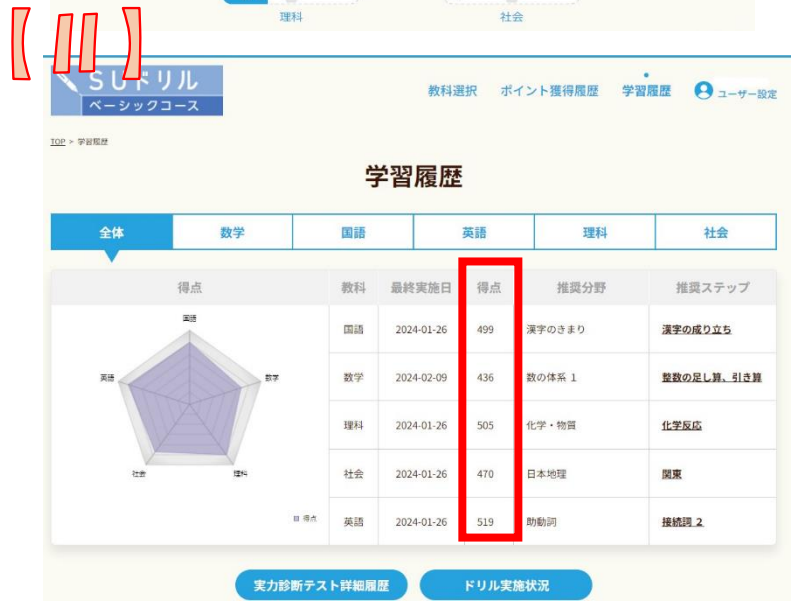 理科 社会
【Ⅱ】
SUドリル
ベーシックコース
教科選択 ポイント獲得履歴 学習履歴 ユーザー設定
TOP > 学習履歴
学習履歴
全体 数学 国語 英語 理科 社会
得点 教科 最終実施日 得点 推奨分野 推奨ステップ
国語 2024-01-26 499 漢字のきまり 漢字の成り立ち
数学 2024-02-09 436 数の体系 1 整数の足し算、引き算
理科 2024-01-26 505 化学・物質 化学反応
社会 2024-01-26 470 日本地理 関東
英語 2024-01-26 519 助動詞 接続詞 2
国語
英語 数学
社会 理科
得点
実力診断テスト詳細履歴 ドリル実施状況